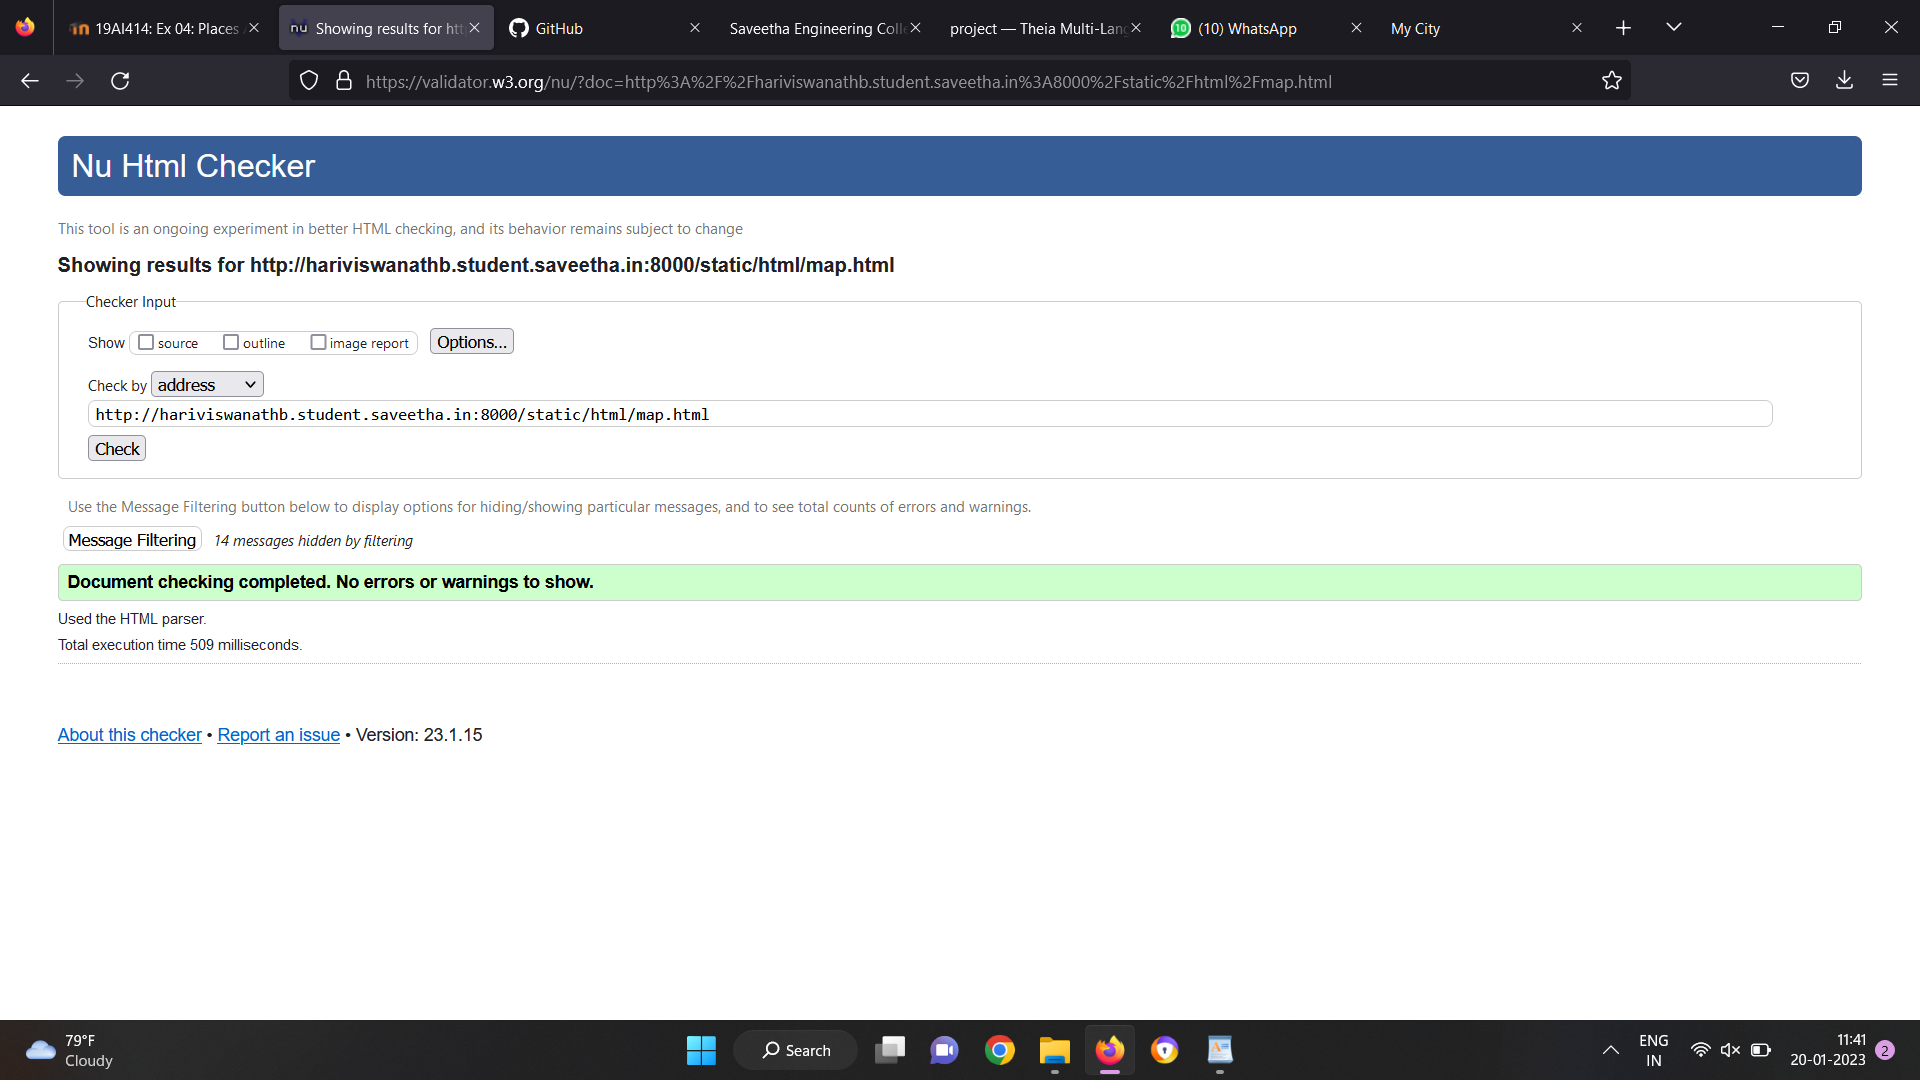 19AI414: Ex 04: Places
Showing results for htt
GitHub
Saveetha Engineering Colle
project — Theia Multi-Lang
10
(10) WhatsApp
My City
https://validator.w3.org/nu/?doc=http%3A%2F%2Fhariviswanathb.student.saveetha.in%3A8000%2Fstatic%2Fhtml%2Fmap.html
Nu Html Checker
This tool is an ongoing experiment in better HTML checking, and its behavior remains subject to change
Showing results for http://hariviswanathb.student.saveetha.in:8000/static/html/map.html
Checker Input
Show source outline image report Options...
Check by address
http://hariviswanathb.student.saveetha.in:8000/static/html/map.html
Check
Use the Message Filtering button below to display options for hiding/showing particular messages, and to see total counts of errors and warnings.
Message Filtering 14 messages hidden by filtering
Document checking completed. No errors or warnings to show.
Used the HTML parser.
Total execution time 509 milliseconds.
About this checker • Report an issue • Version: 23.1.15
79°F
Cloudy
Search
ENG
IN
11:41
20-01-2023
2